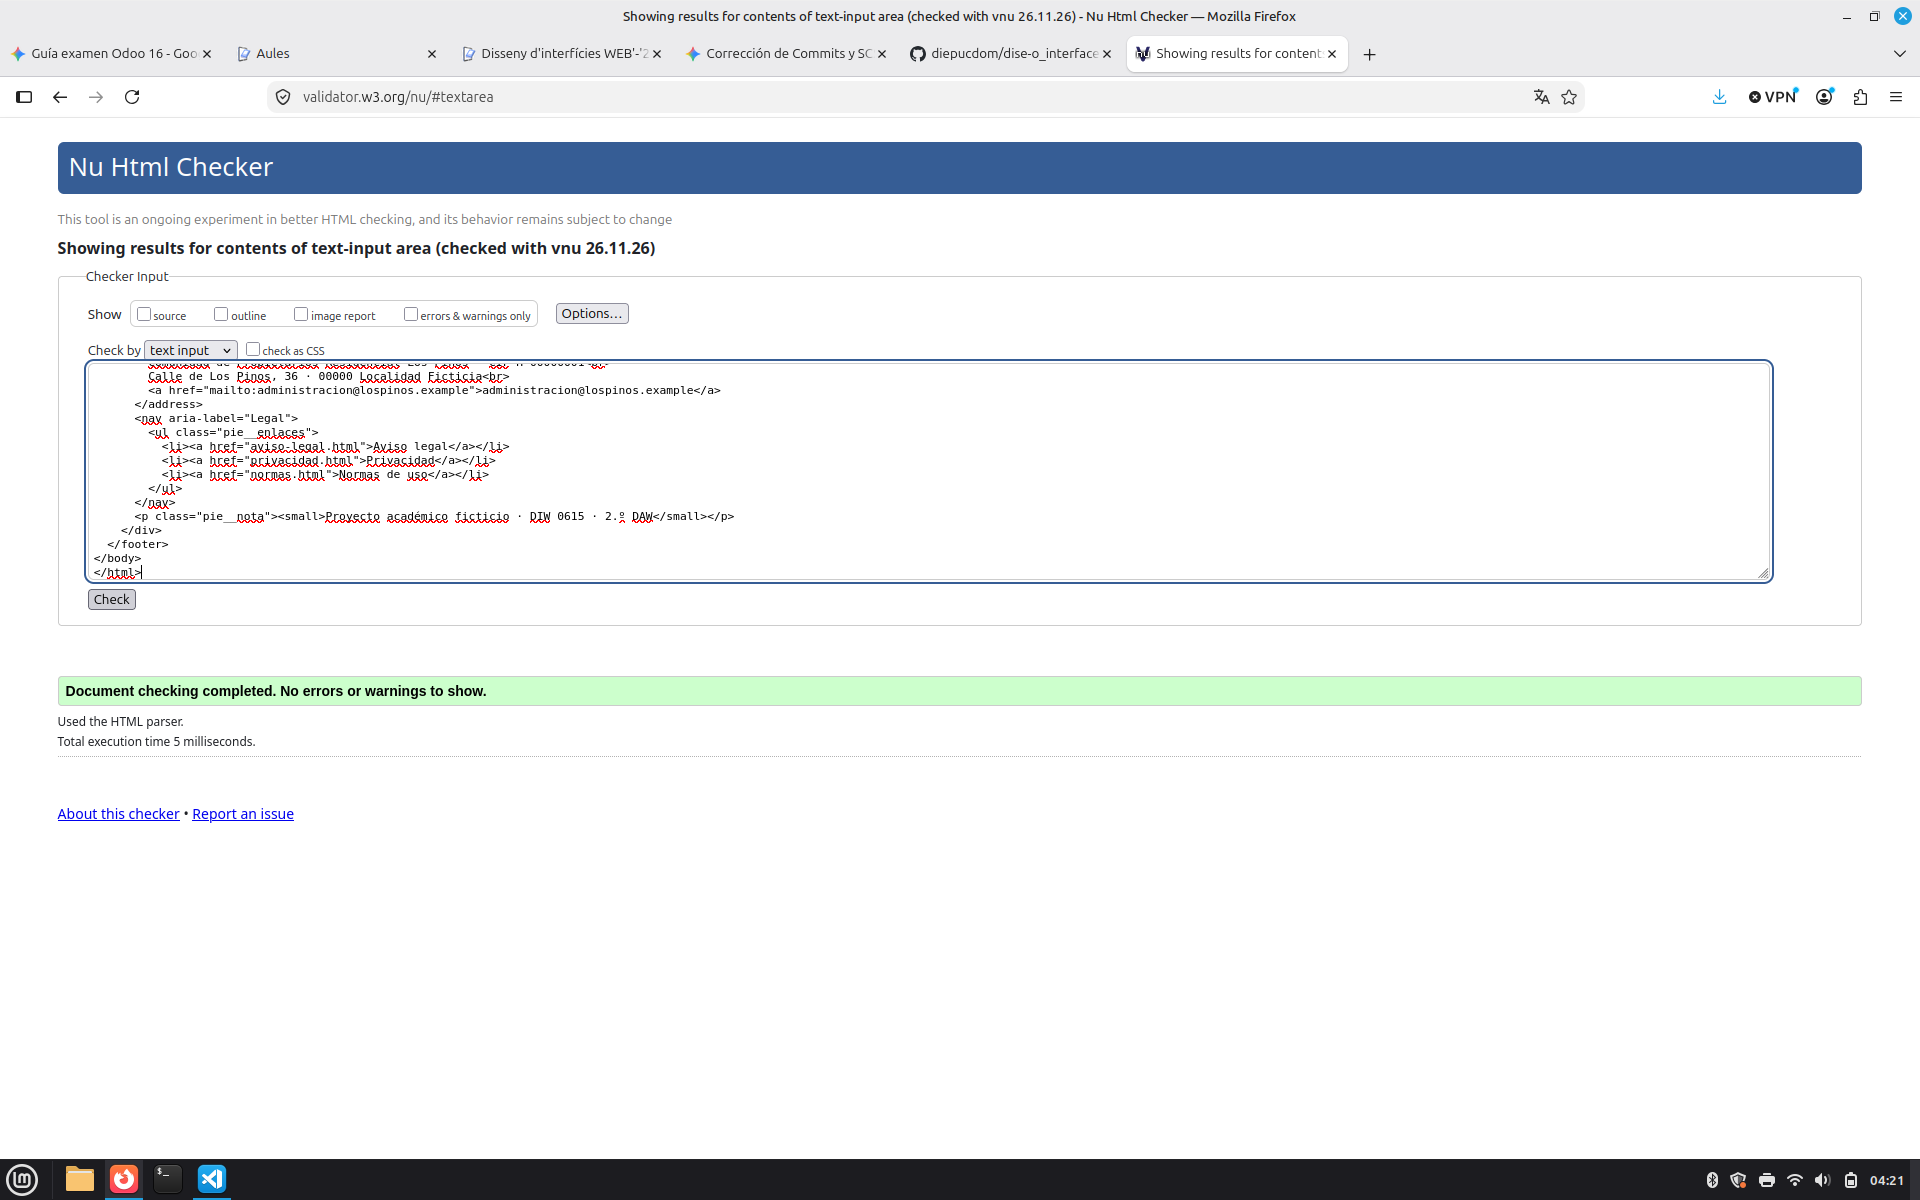 Showing results for contents of text-input area (checked with vnu 26.11.26) - Nu Html Checker — Mozilla Firefox
Guía examen Odoo 16 - Goo
Aules
Disseny d'interfícies WEB'-'2
Corrección de Commits y SC
diepucdom/dise-o_interface
Showing results for content
validator.w3.org/nu/#textarea
VPN
Nu Html Checker
This tool is an ongoing experiment in better HTML checking, and its behavior remains subject to change
Showing results for contents of text-input area (checked with vnu 26.11.26)
Checker Input
Show source outline image report errors & warnings only Options...
Check by text input check as CSS
Calle de Los Pinos, 36 · 00000 Localidad Ficticia<br>
<a href="mailto:administracion@lospinos.example">administracion@lospinos.example</a>
</address>
<nav aria-label="Legal">
<ul class="pie__enlaces">
<li><a href="aviso-legal.html">Aviso legal</a></li>
<li><a href="privacidad.html">Privacidad</a></li>
<li><a href="normas.html">Normas de uso</a></li>
</ul>
</nav>
<p class="pie__nota"><small>Proyecto académico ficticio · DIW 0615 · 2.º DAW</small></p>
</div>
</footer>
</body>
</html>
Check
Document checking completed. No errors or warnings to show.
Used the HTML parser.
Total execution time 5 milliseconds.
About this checker • Report an issue
04:21